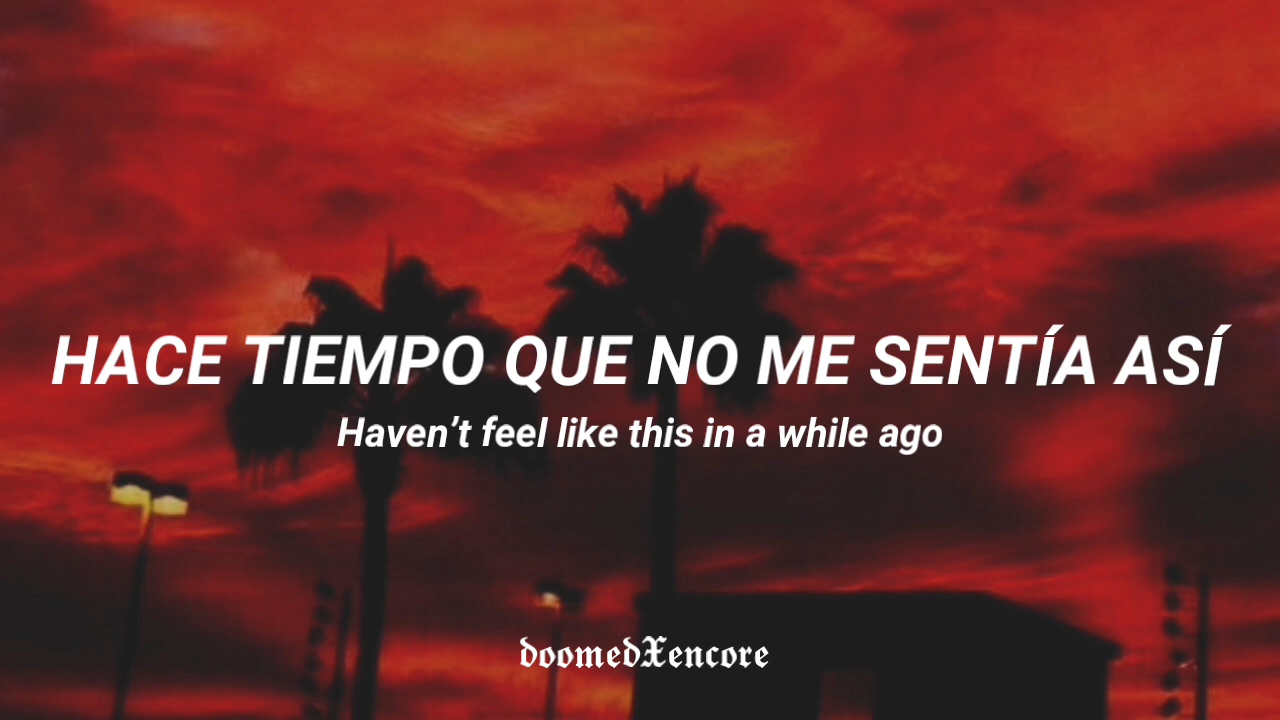 HACE TIEMPO QUE NO ME SENTÍA ASÍ
Haven’t feel like this in a while ago
doomedXencore